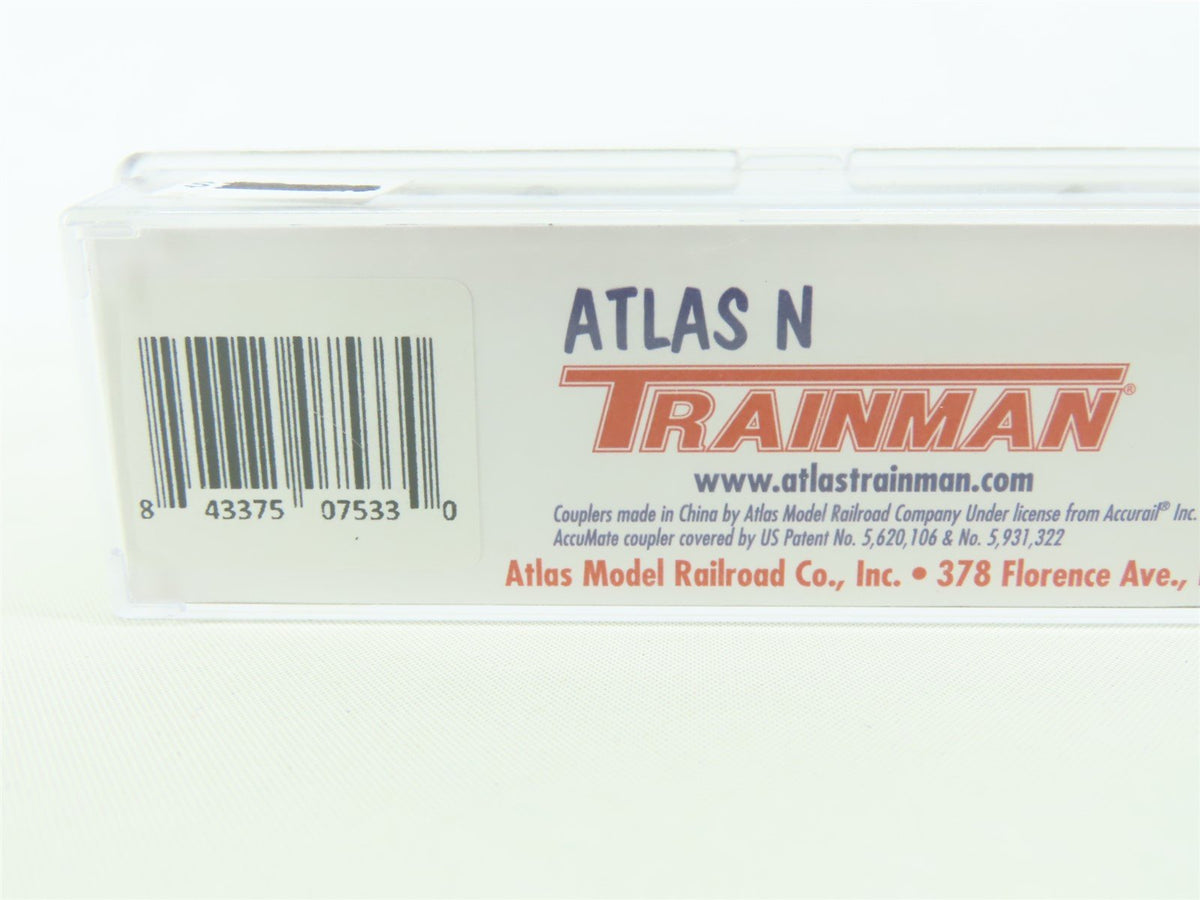 8 43375 07533 0
ATLAS N
TRAINMAN®
www.atlastrainman.com
Couplers made in China by Atlas Model Railroad Company Under license from Accurail® Inc.
AccuMate coupler covered by US Patent No. 5,620,106 & No. 5,931,322
Atlas Model Railroad Co., Inc. • 378 Florence Ave.,